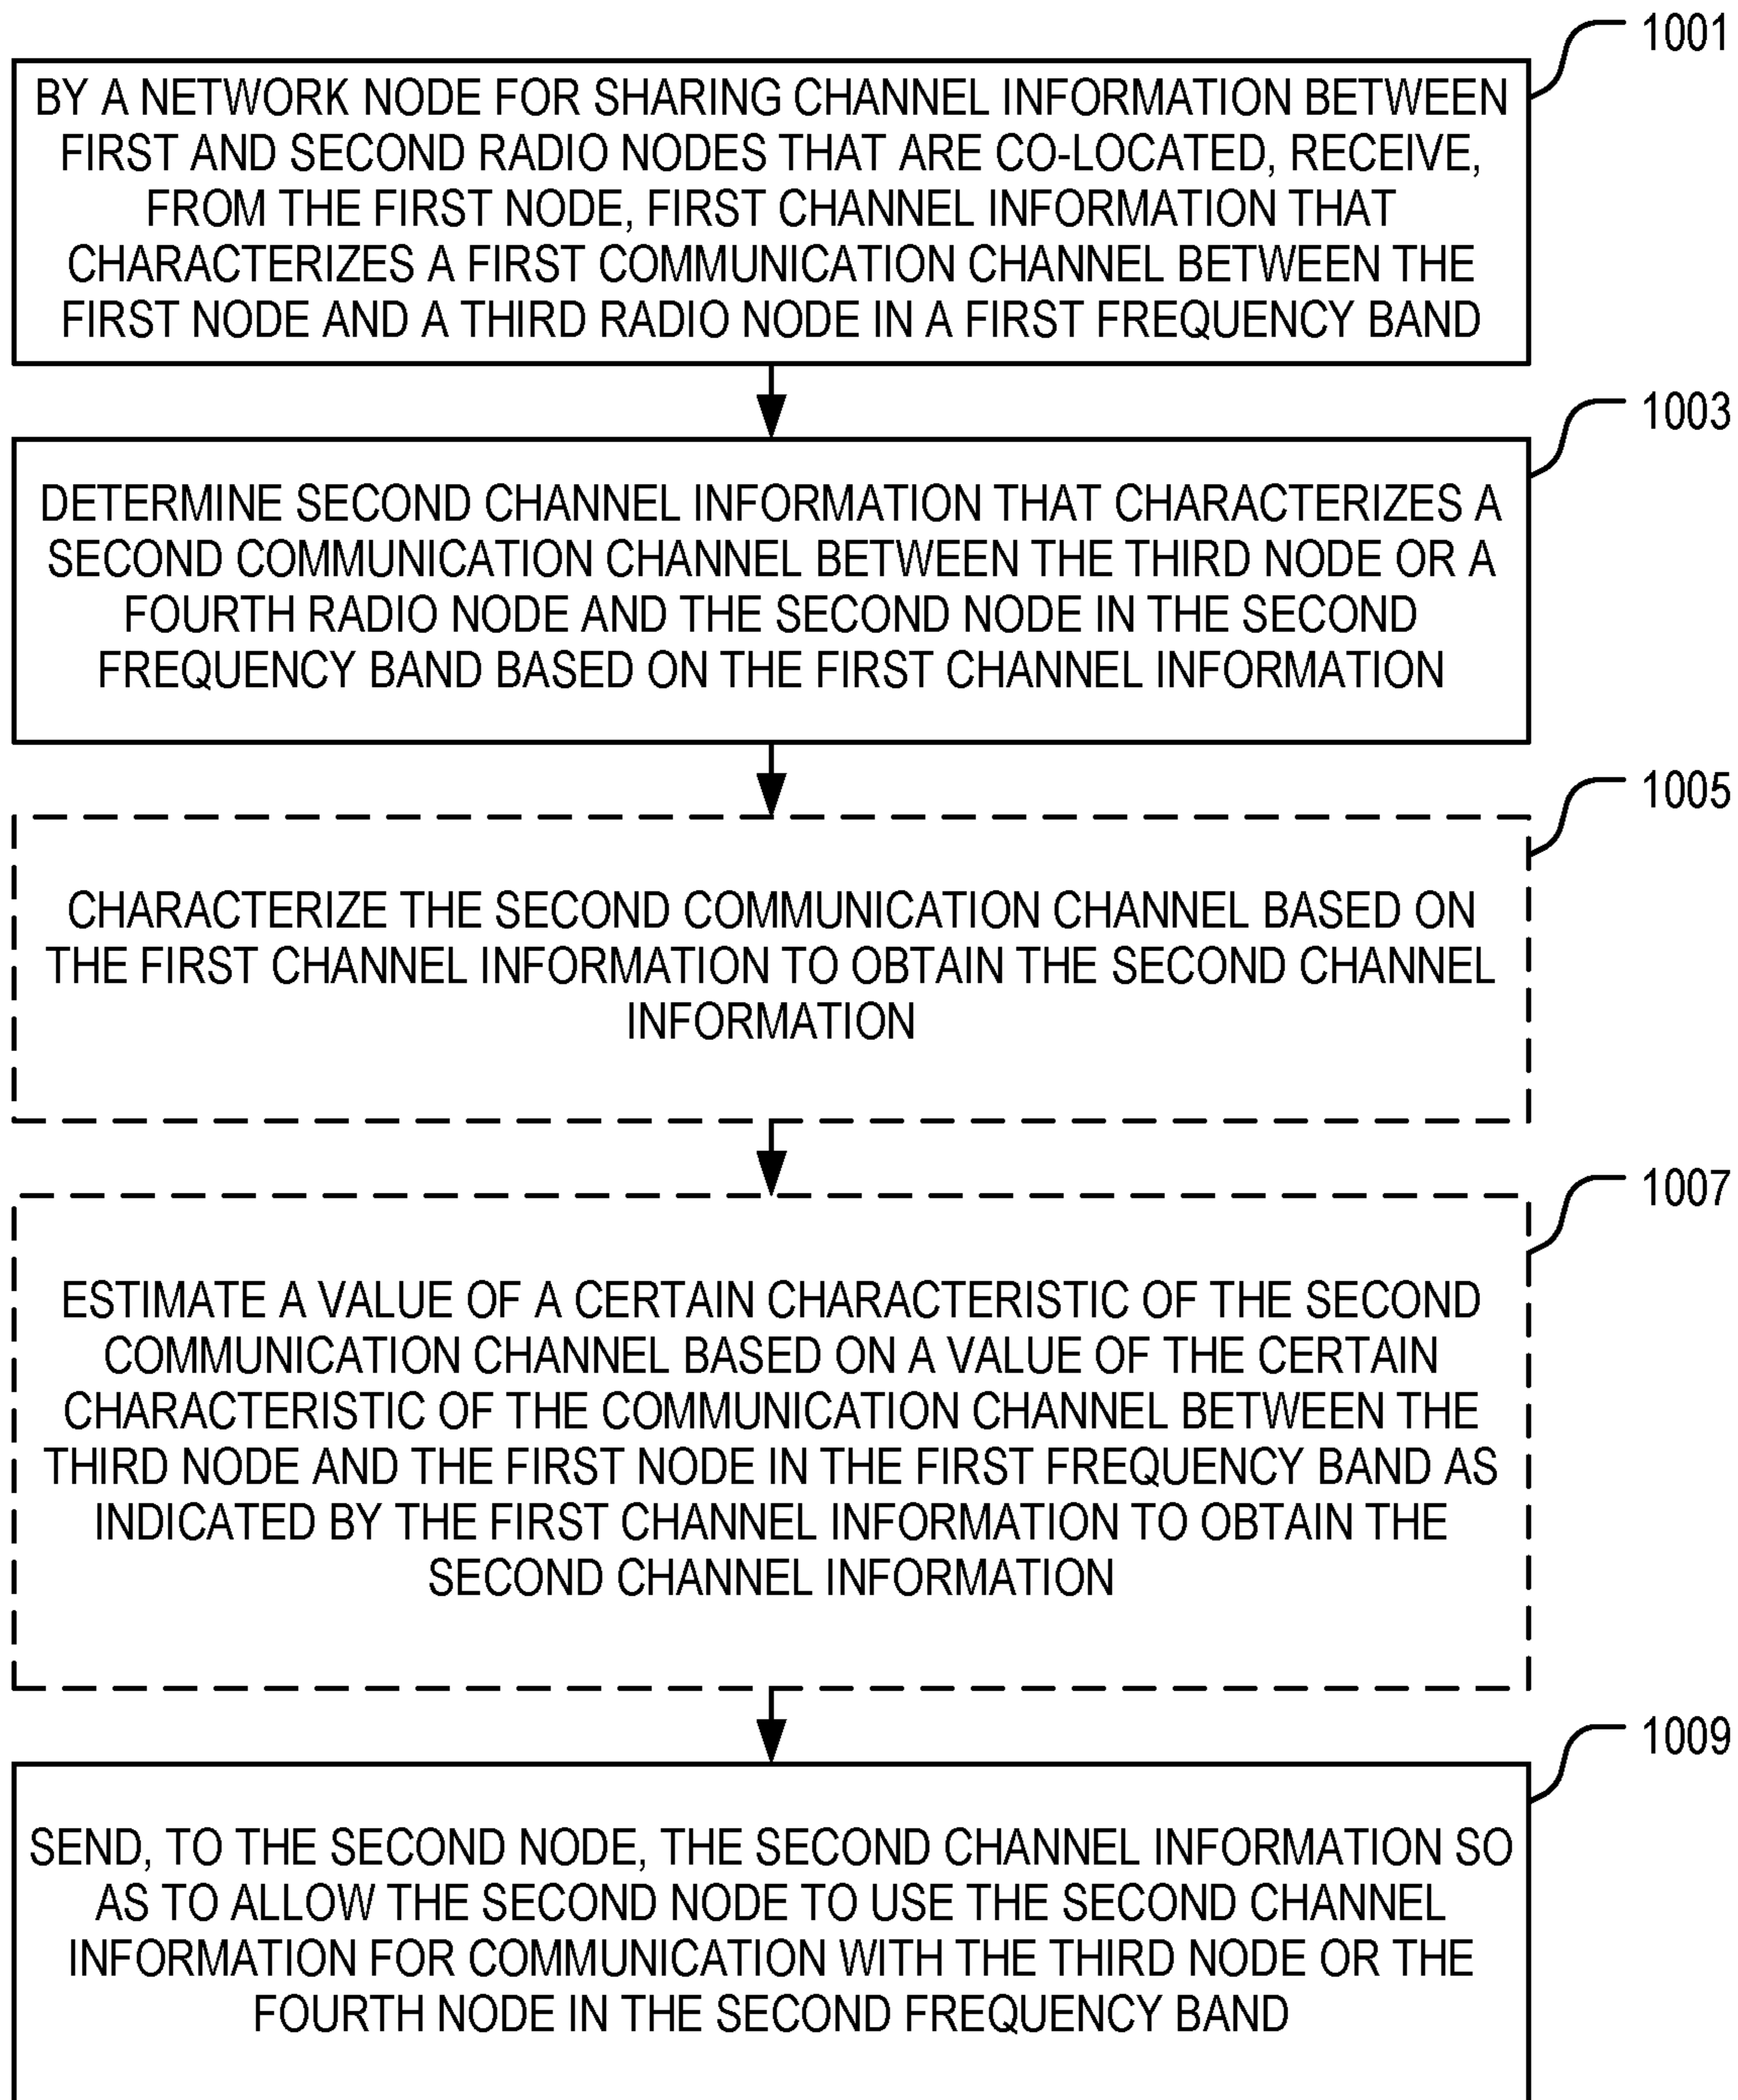 1001
BY A NETWORK NODE FOR SHARING CHANNEL INFORMATION BETWEEN
FIRST AND SECOND RADIO NODES THAT ARE CO-LOCATED, RECEIVE,
FROM THE FIRST NODE, FIRST CHANNEL INFORMATION THAT
CHARACTERIZES A FIRST COMMUNICATION CHANNEL BETWEEN THE
FIRST NODE AND A THIRD RADIO NODE IN A FIRST FREQUENCY BAND
1003
DETERMINE SECOND CHANNEL INFORMATION THAT CHARACTERIZES A
SECOND COMMUNICATION CHANNEL BETWEEN THE THIRD NODE OR A
FOURTH RADIO NODE AND THE SECOND NODE IN THE SECOND
FREQUENCY BAND BASED ON THE FIRST CHANNEL INFORMATION
1005
CHARACTERIZE THE SECOND COMMUNICATION CHANNEL BASED ON
THE FIRST CHANNEL INFORMATION TO OBTAIN THE SECOND CHANNEL
INFORMATION
1007
ESTIMATE A VALUE OF A CERTAIN CHARACTERISTIC OF THE SECOND
COMMUNICATION CHANNEL BASED ON A VALUE OF THE CERTAIN
CHARACTERISTIC OF THE COMMUNICATION CHANNEL BETWEEN THE
THIRD NODE AND THE FIRST NODE IN THE FIRST FREQUENCY BAND AS
INDICATED BY THE FIRST CHANNEL INFORMATION TO OBTAIN THE
SECOND CHANNEL INFORMATION
1009
SEND, TO THE SECOND NODE, THE SECOND CHANNEL INFORMATION SO
AS TO ALLOW THE SECOND NODE TO USE THE SECOND CHANNEL
INFORMATION FOR COMMUNICATION WITH THE THIRD NODE OR THE
FOURTH NODE IN THE SECOND FREQUENCY BAND